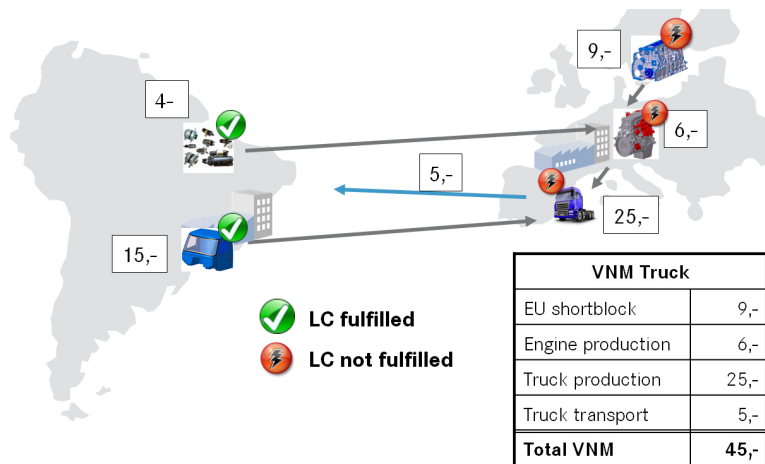 9,-
4-
6,-
5,-
25,-
15,-
LC fulfilled
LC not fulfilled
VNM Truck
EU shortblock 9,-
Engine production 6,-
Truck production 25,-
Truck transport 5,-
Total VNM 45,-